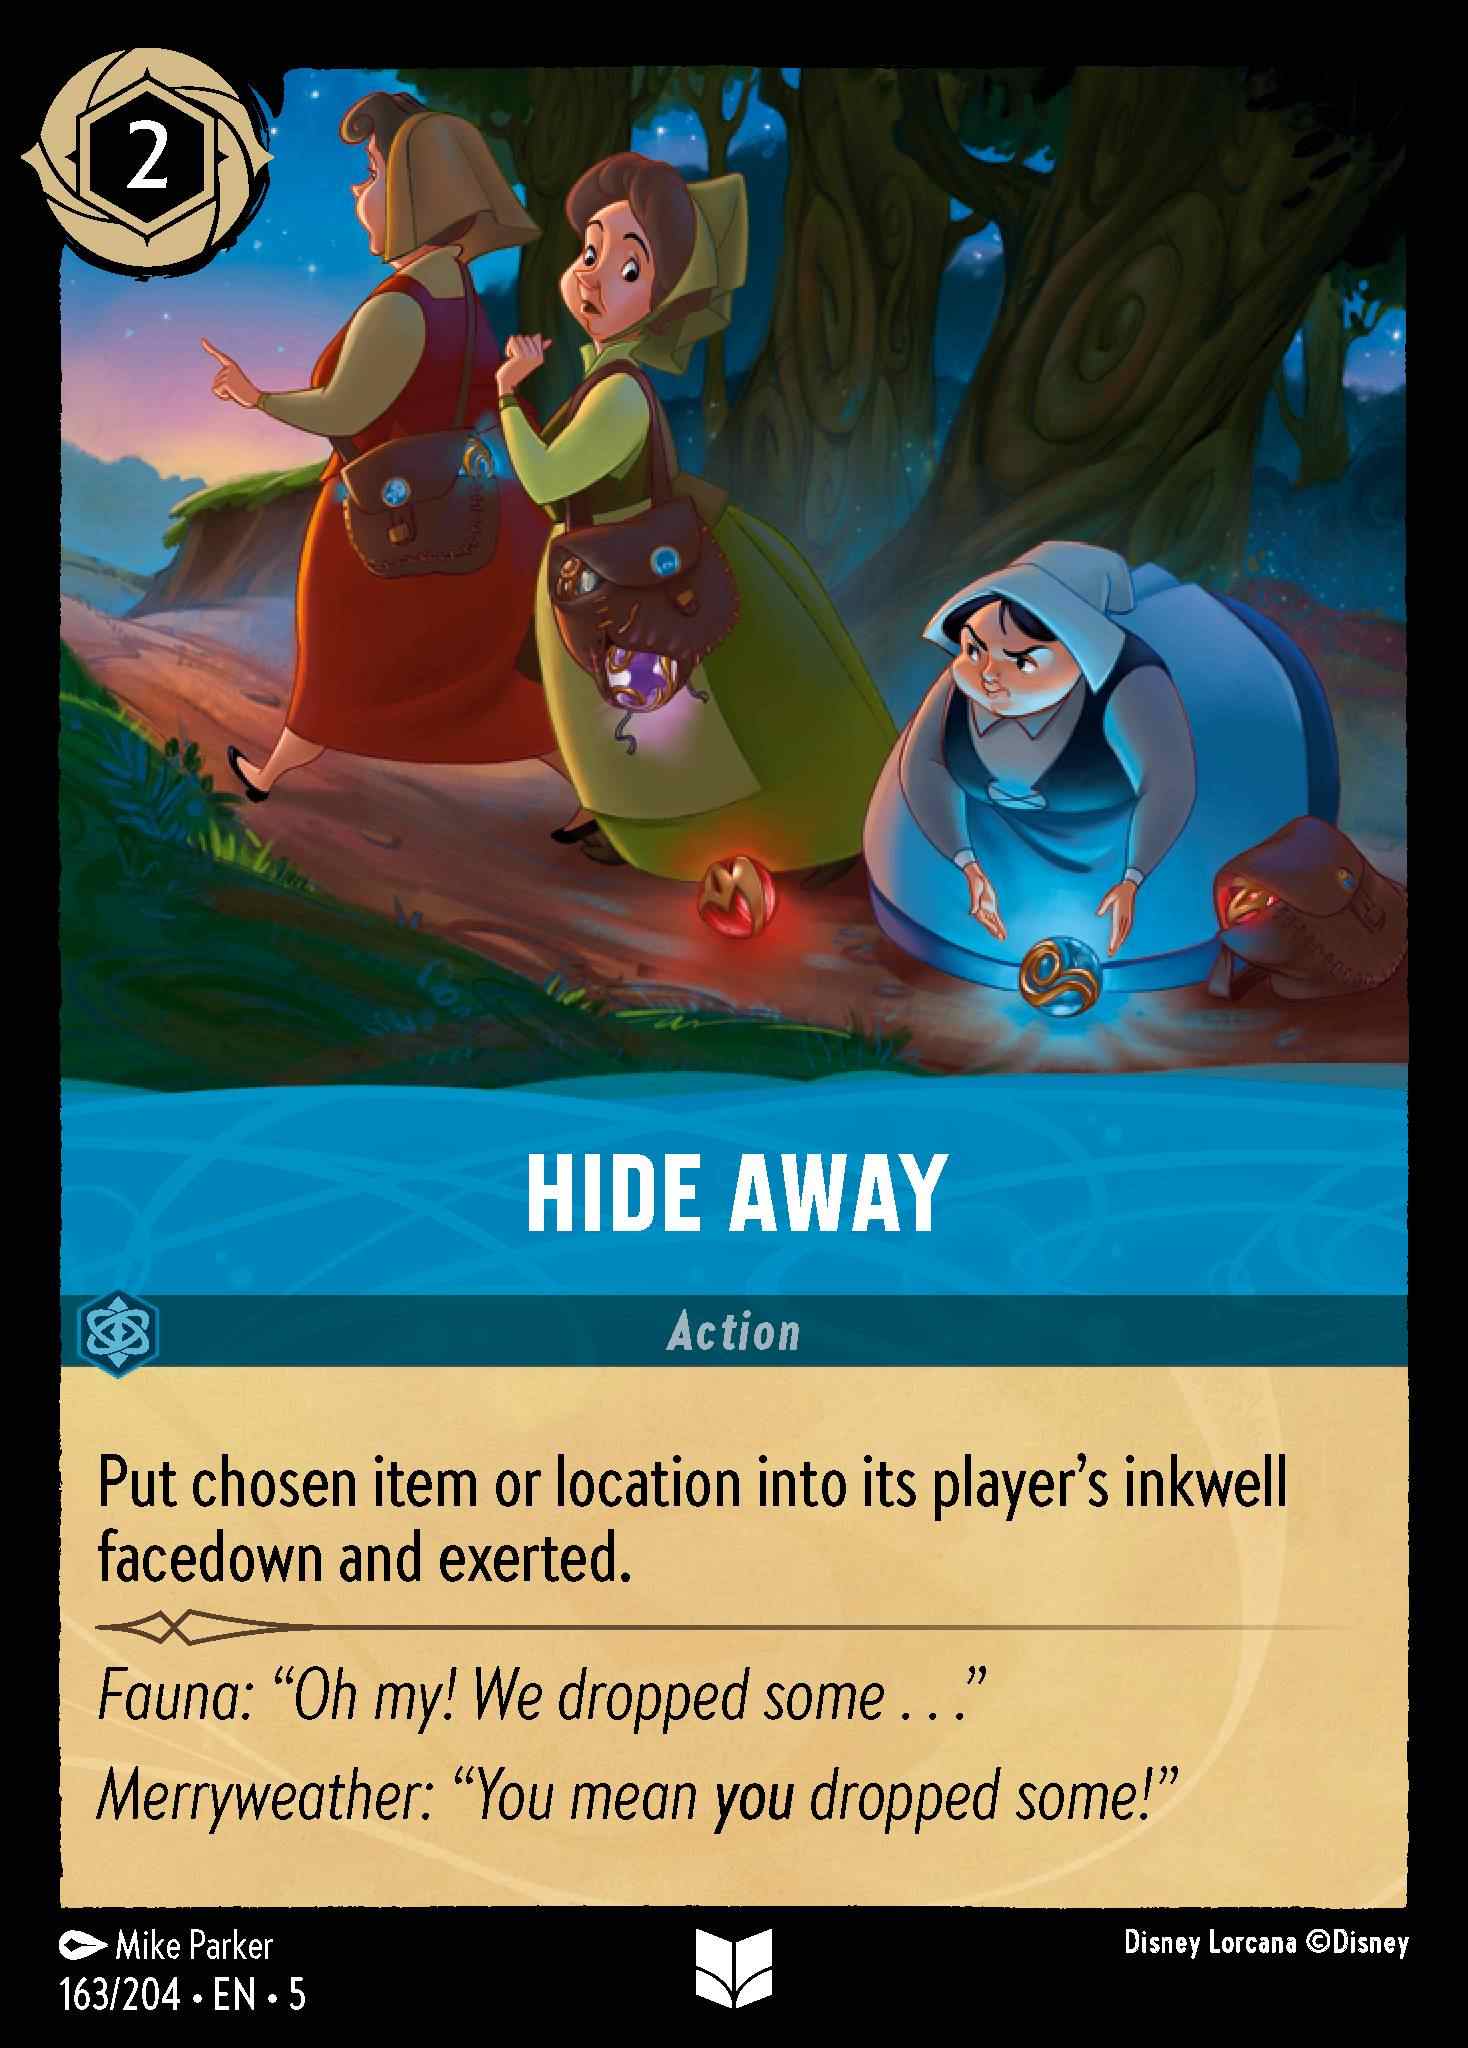 2
HIDE AWAY
Action
Put chosen item or location into its player’s inkwell
facedown and exerted.
Fauna: “Oh my! We dropped some . . .”
Merryweather: “You mean you dropped some!”
Mike Parker
Disney Lorcana ©Disney
163/204 • EN • 5